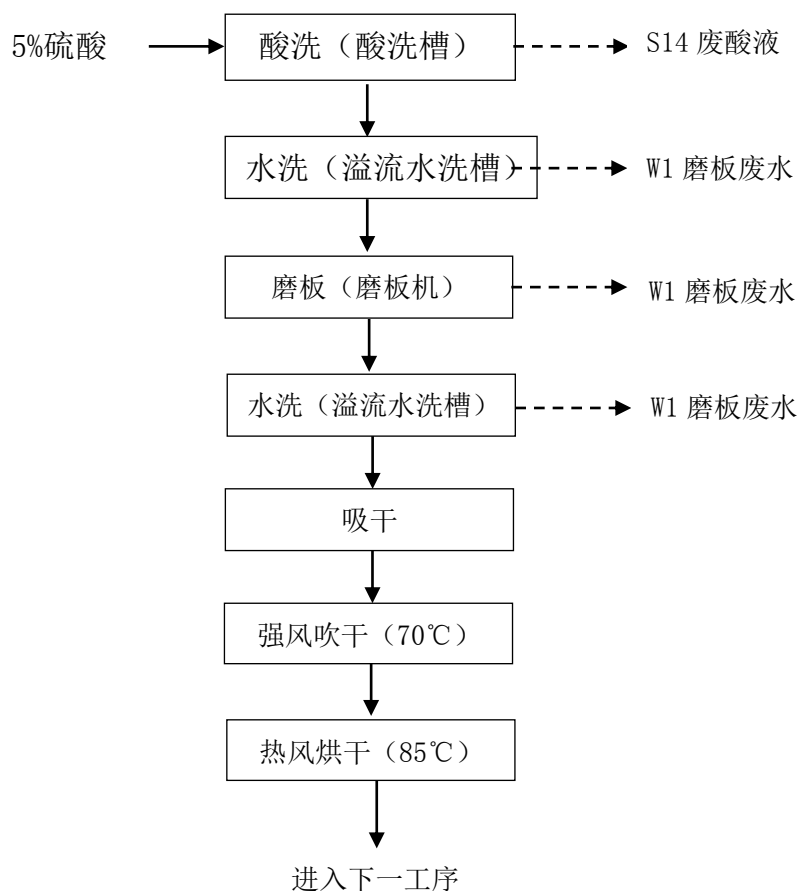 5%硫酸
酸洗（酸洗槽）
S14 废酸液
水洗（溢流水洗槽）
W1 磨板废水
磨板（磨板机）
W1 磨板废水
水洗（溢流水洗槽）
W1 磨板废水
吸干
强风吹干（70℃）
热风烘干（85℃）
进入下一工序